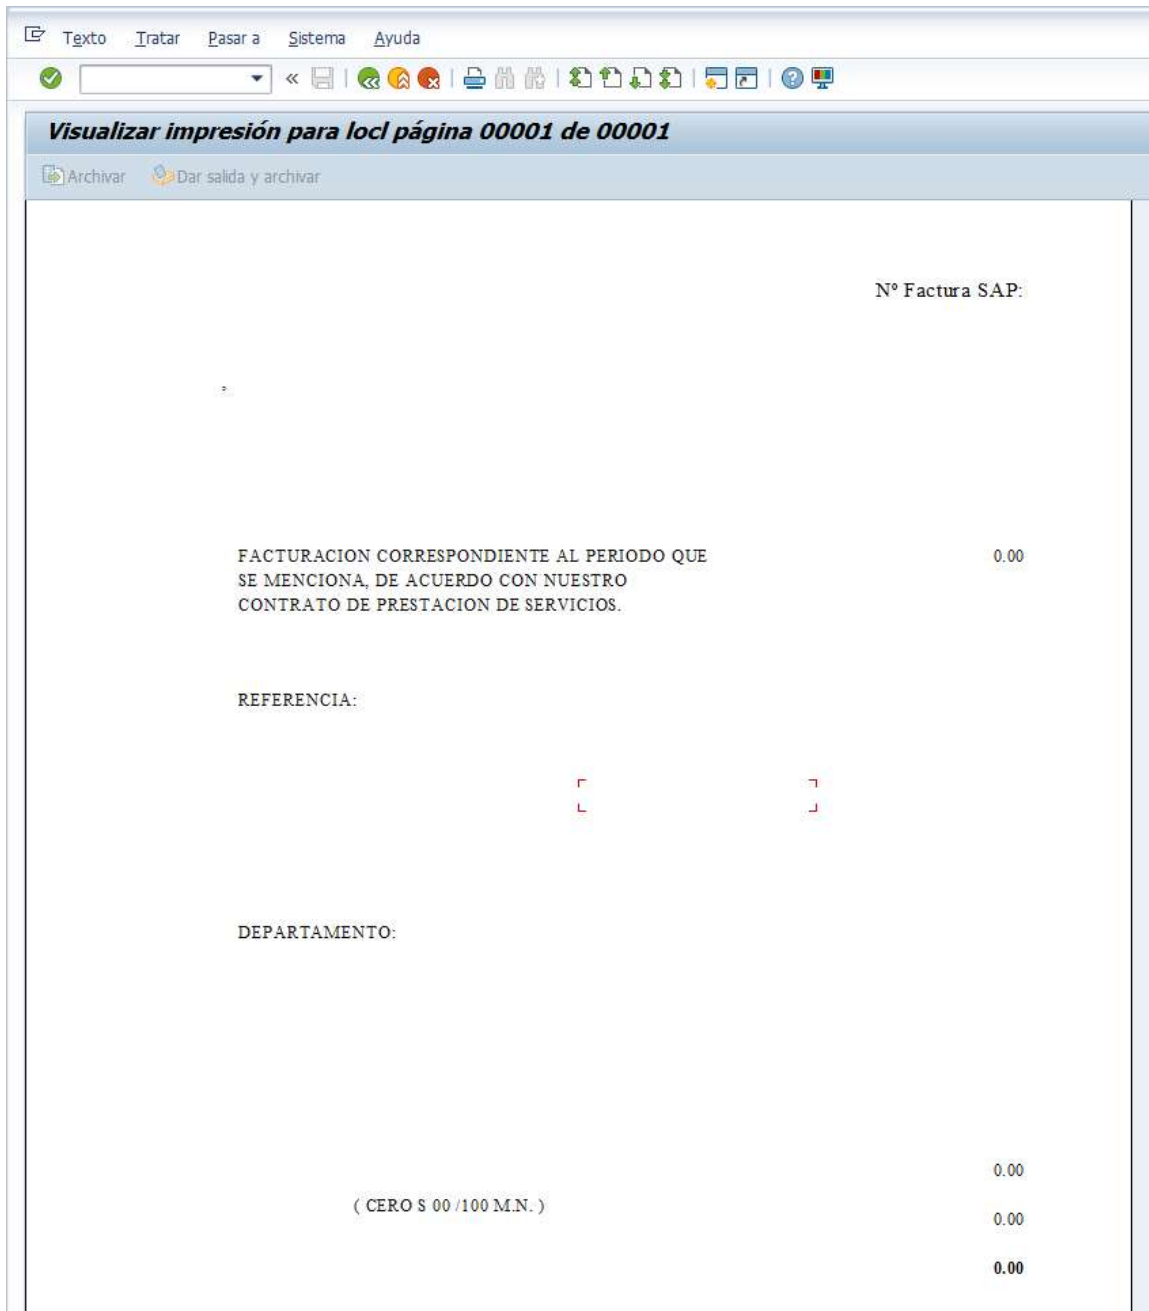 Texto Tratar Pasar a Sistema Ayuda
Visualizar impresión para locl página 00001 de 00001
Archivar Dar salida y archivar
Nº Factura SAP:
,
FACTURACION CORRESPONDIENTE AL PERIODO QUE 0.00
SE MENCIONA, DE ACUERDO CON NUESTRO
CONTRATO DE PRESTACION DE SERVICIOS.
REFERENCIA:
DEPARTAMENTO:
0.00
( CERO S 00 /100 M.N. )
0.00
0.00